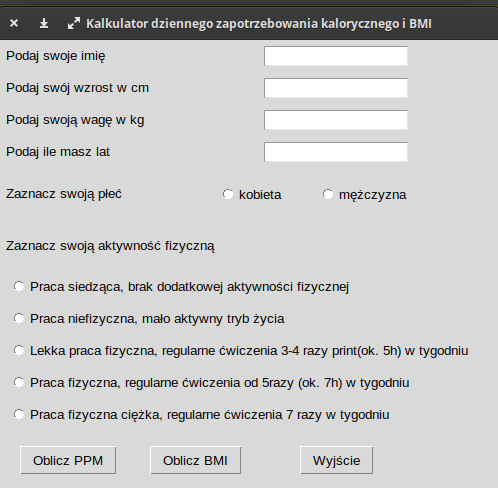 Kalkulator dziennego zapotrzebowania kalorycznego i BMI
Podaj swoje imię
Podaj swój wzrost w cm
Podaj swoją wagę w kg
Podaj ile masz lat
Zaznacz swoją płeć kobieta mężczyzna
Zaznacz swoją aktywność fizyczną
Praca siedząca, brak dodatkowej aktywności fizycznej
Praca niefizyczna, mało aktywny tryb życia
Lekka praca fizyczna, regularne ćwiczenia 3-4 razy print(ok. 5h) w tygodniu
Praca fizyczna, regularne ćwiczenia od 5razy (ok. 7h) w tygodniu
Praca fizyczna ciężka, regularne ćwiczenia 7 razy w tygodniu
Oblicz PPM Oblicz BMI Wyjście